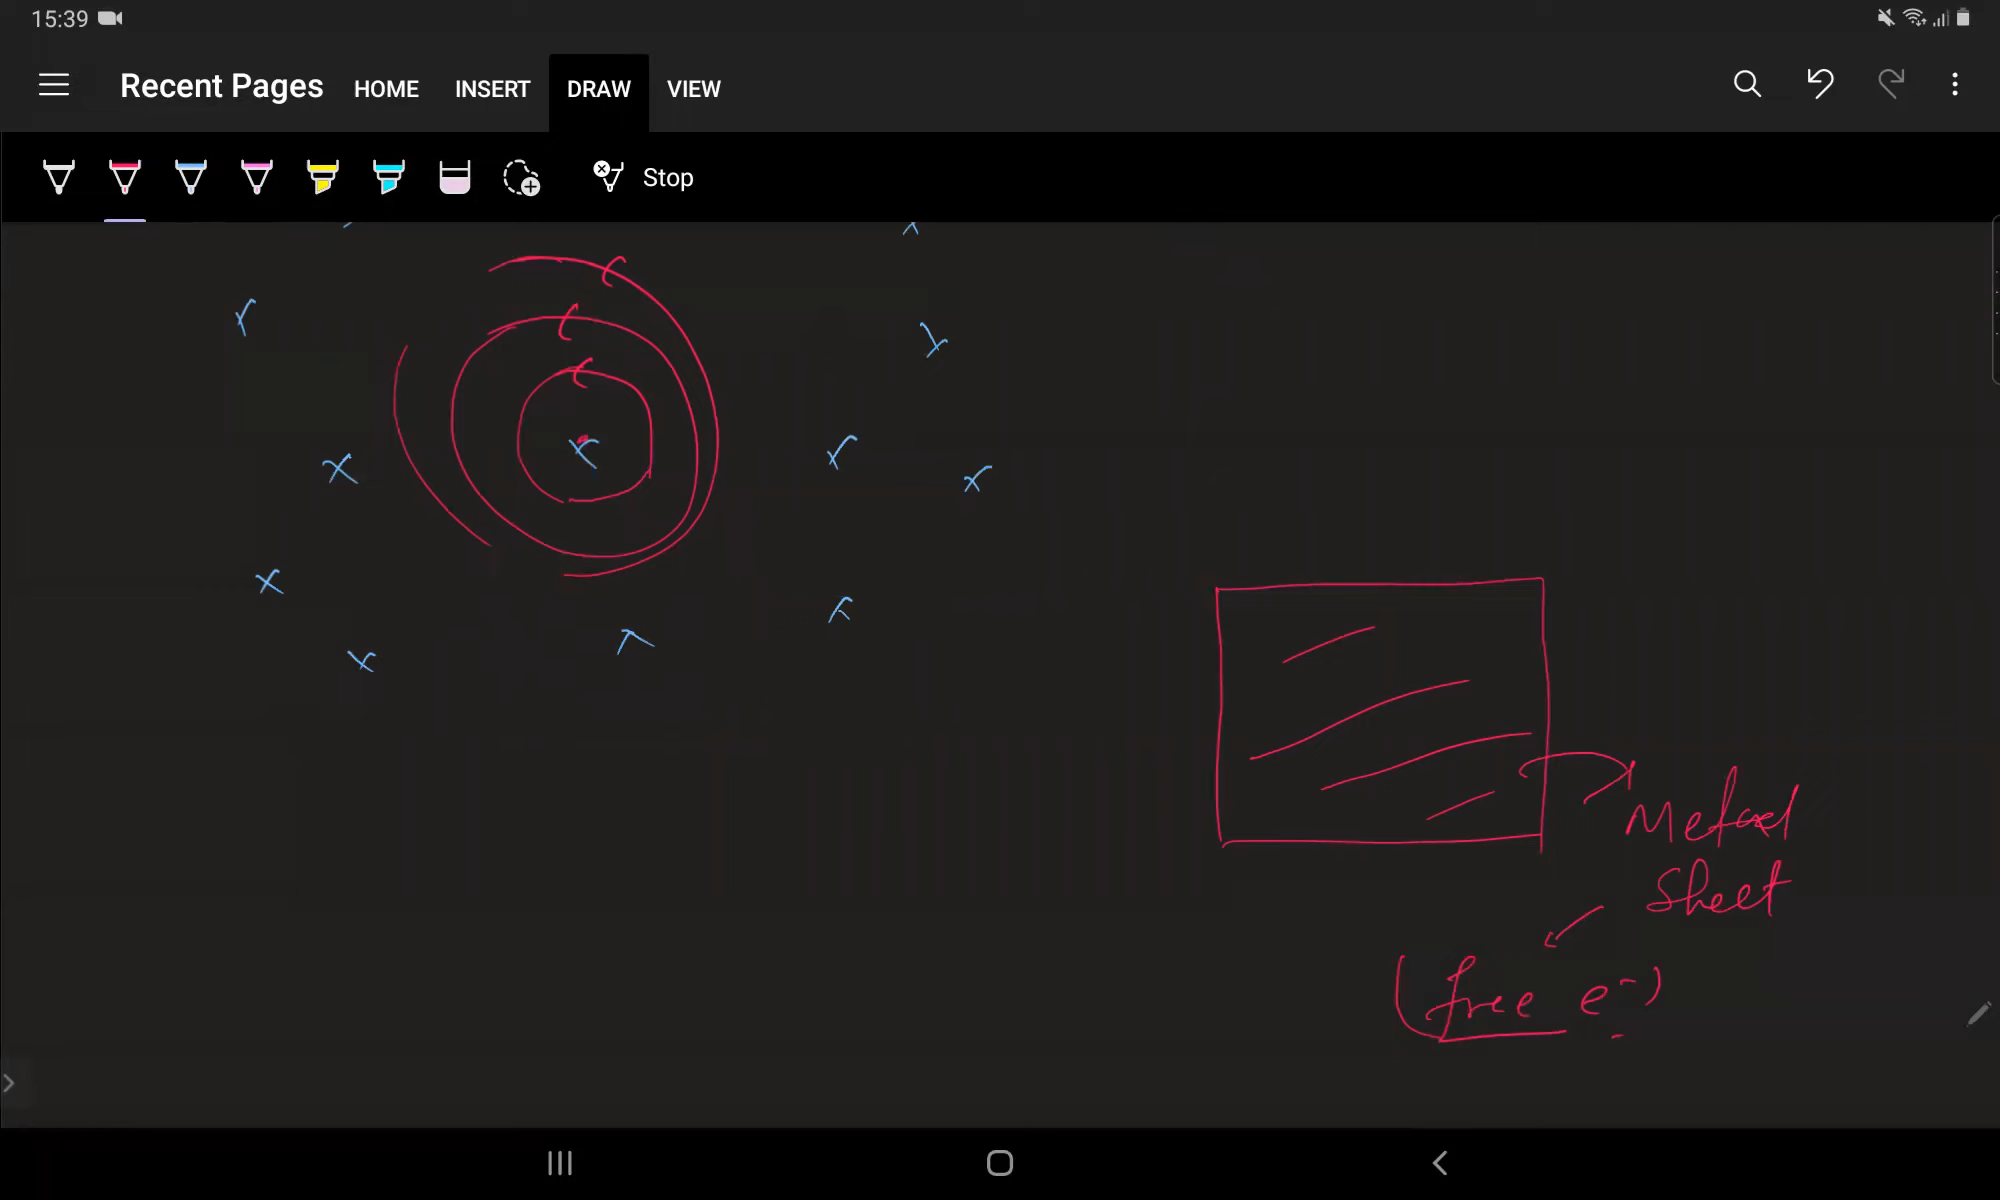 15:39
Recent Pages HOME INSERT DRAW VIEW
Stop
Metal
Sheet
(free e-)